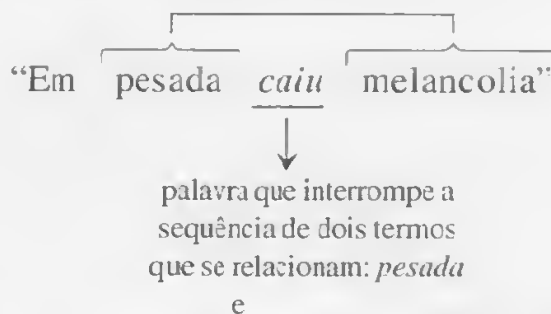 “Em pesada caiu melancolia”
palavra que interrompe a
sequência de dois termos
que se relacionam: pesada
e